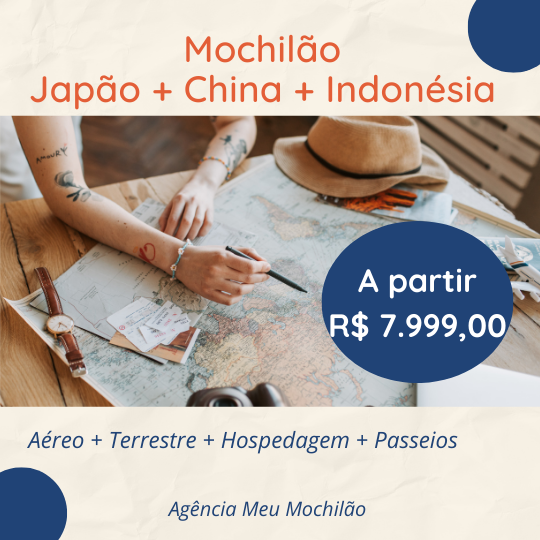 Mochilão
Japão + China + Indonésia
A partir
R$ 7.999,00
Aéreo + Terrestre + Hospedagem + Passeios
Agência Meu Mochilão